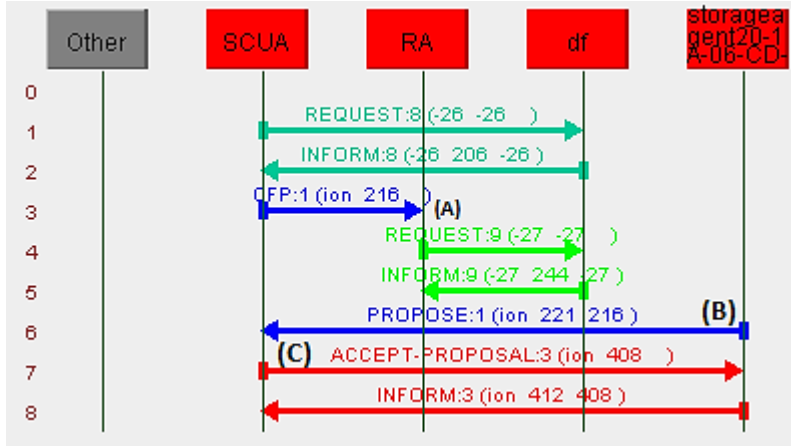 Other
SCUA
RA
df
storagea
gent20-1
A-06-CD-
0
1 REQUEST:8 (-26 -26 )
2 INFORM:8 (-26 206 -26 )
3 CFP:1 (ion 216 ) (A)
4 REQUEST:9 (-27 -27 )
5 INFORM:9 (-27 244 -27 )
6 PROPOSE:1 (ion 221 216 ) (B)
7 (C) ACCEPT-PROPOSAL:3 (ion 408 )
8 INFORM:3 (ion 412 408 )